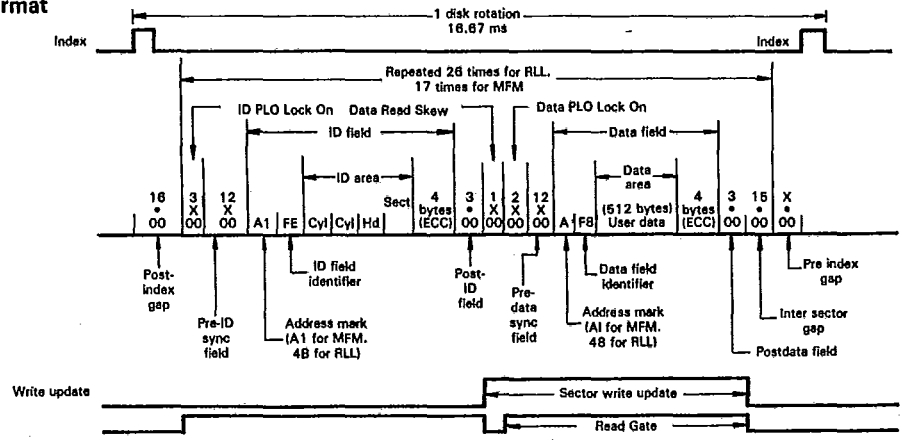 rmat
1 disk rotation
16.67 ms
Index
Index
Repeated 26 times for RLL.
17 times for MFM
ID PLO Lock On
Data Read Skew
Data PLO Lock On
ID field
Data field
ID area
Data
area
16
•
00
3
X
00
12
X
00
A1
FE
Cyl
Cyl
Hd
Sect
4
bytes
(ECC)
3
•
00
1
X
00
2
X
00
12
X
00
A
F8
(512 bytes)
User data
4
bytes
(ECC)
3
•
00
15
•
00
X
•
00
Post-
index
gap
Pre-ID
sync
field
ID field
identifier
Address mark
(A1 for MFM.
4B for RLL)
Post-
ID
field
Pre-
data
sync
field
Data field
identifier
Address mark
(AI for MFM.
48 for RLL)
Pre index
gap
Inter sector
gap
Postdata field
Write update
Sector write update
Read Gate